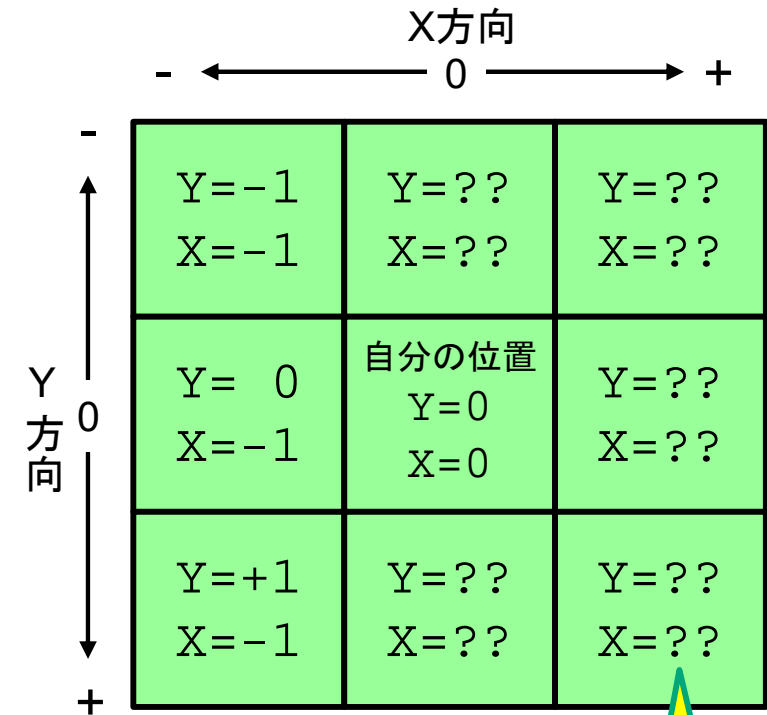 X方向
- 0 +
-
Y=-1 Y=?? Y=??
X=-1 X=?? X=??
Y方向
0
自分の位置
Y= 0 Y=0 Y=??
X=-1 X=0 X=??
Y=+1 Y=?? Y=??
X=-1 X=?? X=??
+